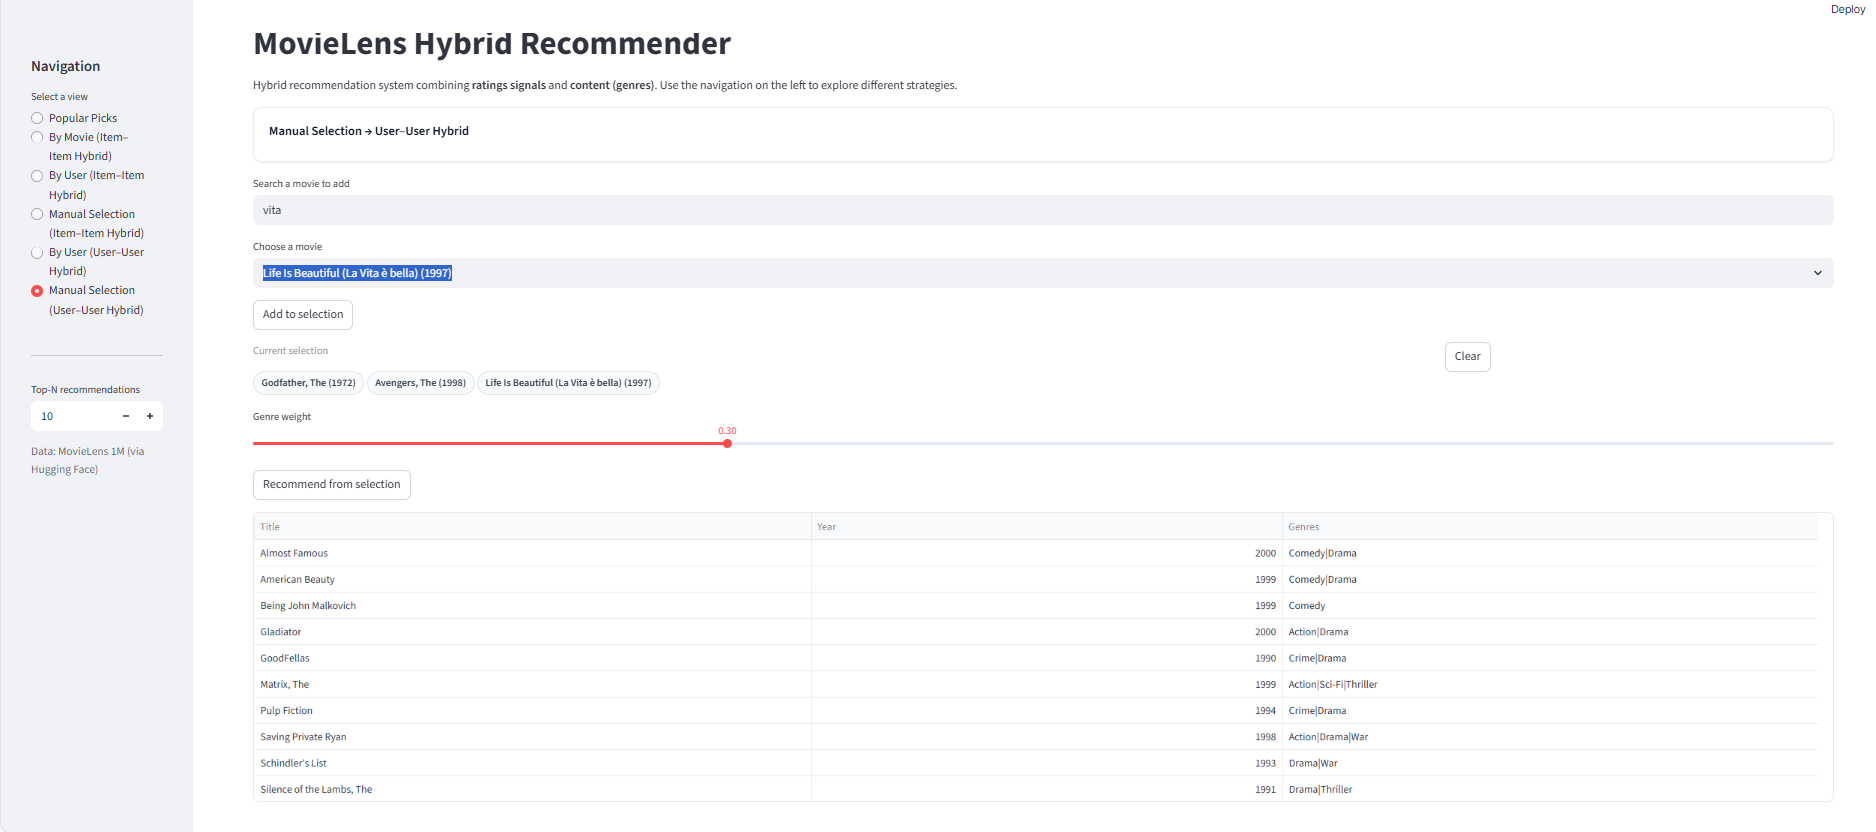 Deploy
Navigation
Select a view
Popular Picks
By Movie (Item–
Item Hybrid)
By User (Item–Item
Hybrid)
Manual Selection
(Item–Item Hybrid)
By User (User–User
Hybrid)
Manual Selection
(User–User Hybrid)
Top-N recommendations
10 − +
Data: MovieLens 1M (via
Hugging Face)
MovieLens Hybrid Recommender
Hybrid recommendation system combining ratings signals and content (genres). Use the navigation on the left to explore different strategies.
Manual Selection → User–User Hybrid
Search a movie to add
vita
Choose a movie
Life Is Beautiful (La Vita è bella) (1997)
Add to selection
Current selection
Clear
Godfather, The (1972) Avengers, The (1998) Life Is Beautiful (La Vita è bella) (1997)
Genre weight
0.30
Recommend from selection
Title Year Genres
Almost Famous 2000 Comedy|Drama
American Beauty 1999 Comedy|Drama
Being John Malkovich 1999 Comedy
Gladiator 2000 Action|Drama
GoodFellas 1990 Crime|Drama
Matrix, The 1999 Action|Sci-Fi|Thriller
Pulp Fiction 1994 Crime|Drama
Saving Private Ryan 1998 Action|Drama|War
Schindler's List 1993 Drama|War
Silence of the Lambs, The 1991 Drama|Thriller